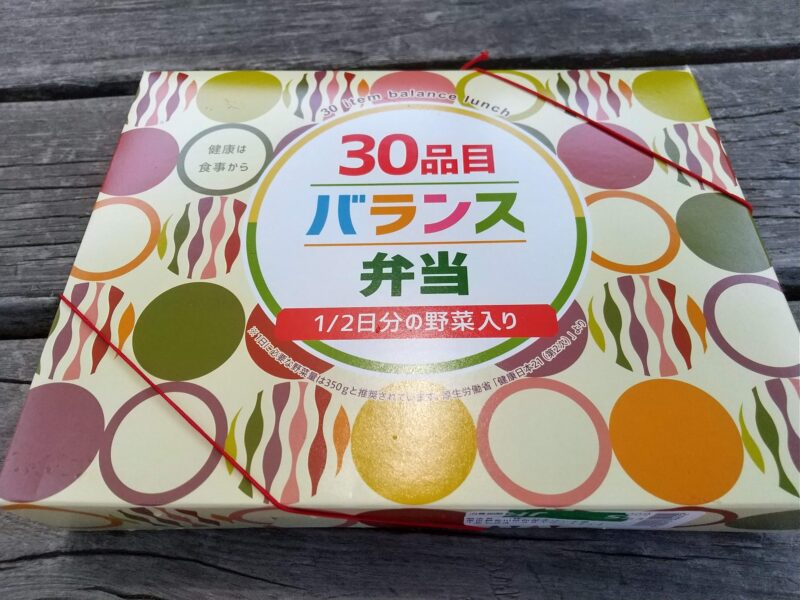 30 item balance lunch
健康は
食事から
30品目
バランス
弁当
1/2日分の野菜入り
※1日に必要な野菜量は350gと推奨されています。厚生労働省「健康日本21（第2次）」より